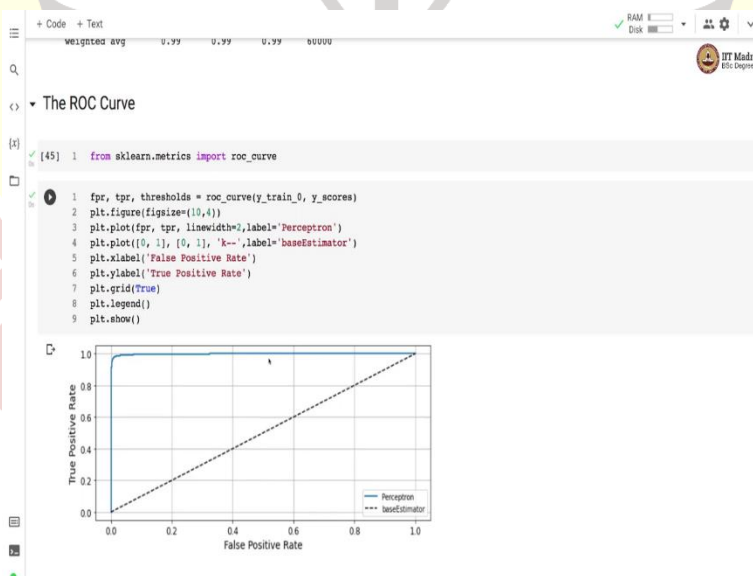 + Code + Text
RAM
Disk
weighted avg 0.99 0.99 0.99 60000
IIT Madr
BSc Degree
The ROC Curve
[45] 1 from sklearn.metrics import roc_curve
1 fpr, tpr, thresholds = roc_curve(y_train_0, y_scores)
2 plt.figure(figsize=(10,4))
3 plt.plot(fpr, tpr, linewidth=2,label='Perceptron')
4 plt.plot([0, 1], [0, 1], 'k--',label='baseEstimator')
5 plt.xlabel('False Positive Rate')
6 plt.ylabel('True Positive Rate')
7 plt.grid(True)
8 plt.legend()
9 plt.show()
True Positive Rate
1.0
0.8
0.6
0.4
0.2
0.0
Perceptron
baseEstimator
0.0 0.2 0.4 0.6 0.8 1.0
False Positive Rate